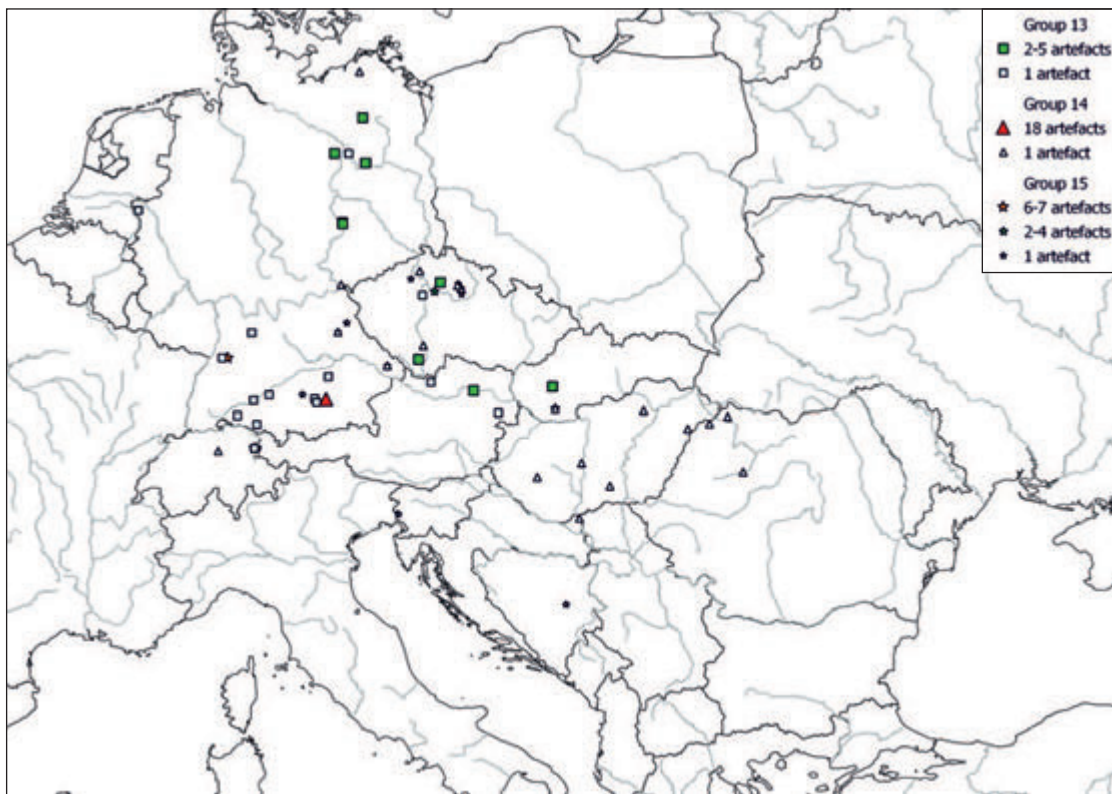 Group 13
2-5 artefacts
1 artefact
Group 14
18 artefacts
1 artefact
Group 15
6-7 artefacts
2-4 artefacts
1 artefact